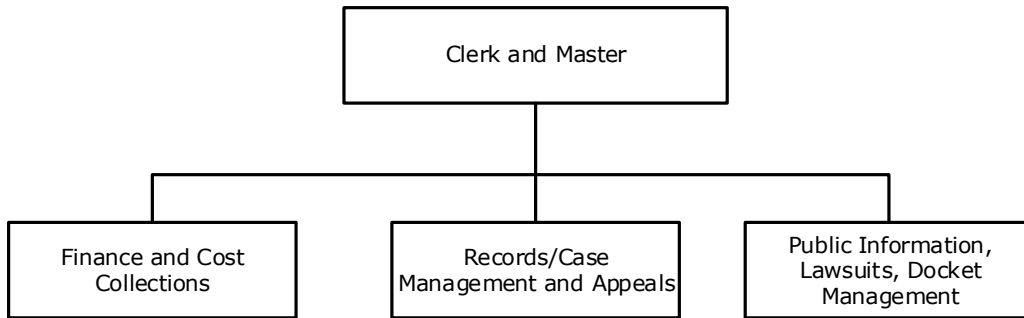 Clerk and Master
Finance and Cost
Collections
Records/Case
Management and Appeals
Public Information,
Lawsuits, Docket
Management